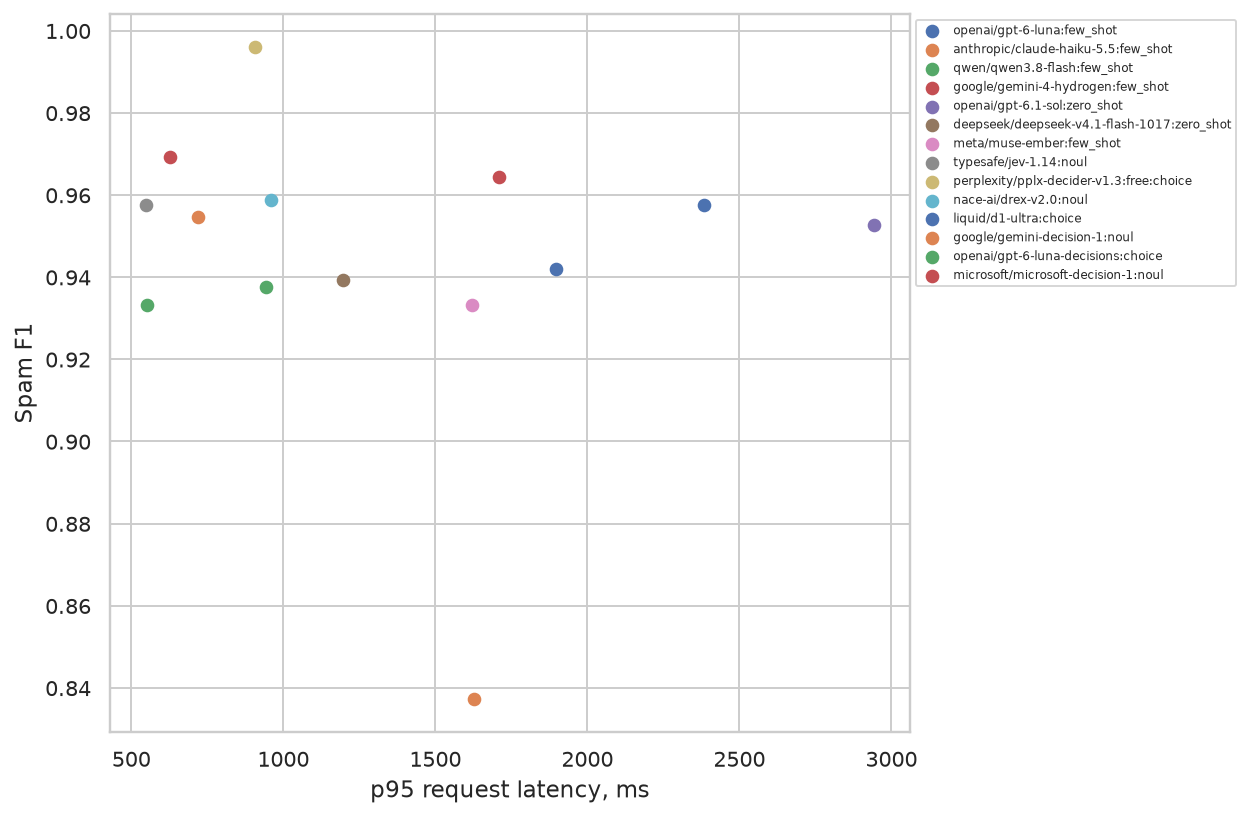 1.00
0.98
0.96
0.94
0.92
0.90
0.88
0.86
0.84
Spam F1
500 1000 1500 2000 2500 3000
p95 request latency, ms
openai/gpt-6-luna:few_shot
anthropic/claude-haiku-5.5:few_shot
qwen/qwen3.8-flash:few_shot
google/gemini-4-hydrogen:few_shot
openai/gpt-6.1-sol:zero_shot
deepseek/deepseek-v4.1-flash-1017:zero_shot
meta/muse-ember:few_shot
typesafe/jev-1.14:noul
perplexity/pplx-decider-v1.3:free:choice
nace-ai/drex-v2.0:noul
liquid/d1-ultra:choice
google/gemini-decision-1:noul
openai/gpt-6-luna-decisions:choice
microsoft/microsoft-decision-1:noul